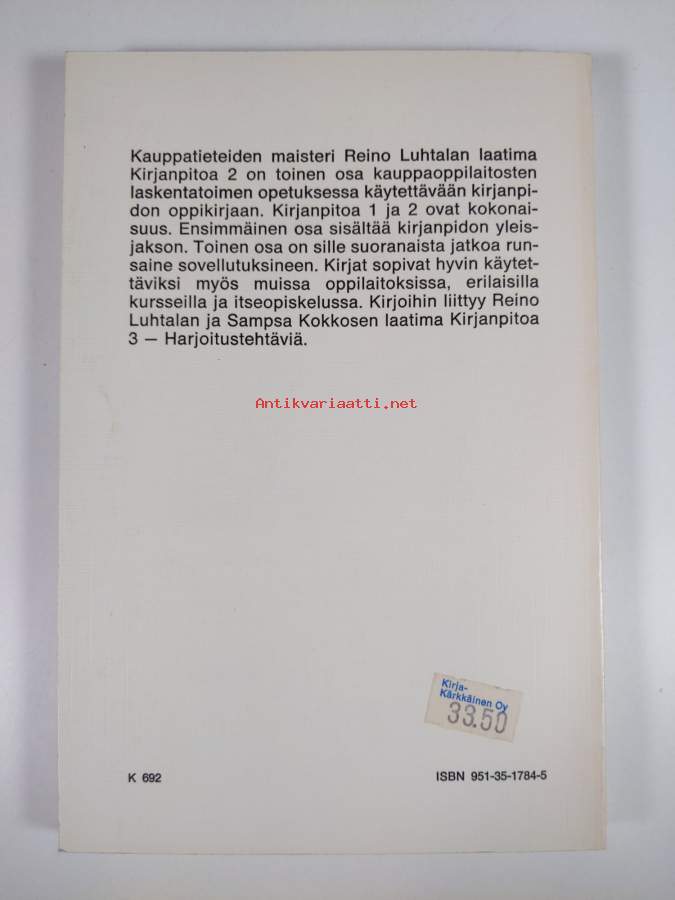 Kauppatieteiden maisteri Reino Luhtalan laatima
Kirjanpitoa 2 on toinen osa kauppaoppilaitosten
laskentatoimen opetuksessa käytettävään kirjanpi-
don oppikirjaan. Kirjanpitoa 1 ja 2 ovat kokonai-
suus. Ensimmäinen osa sisältää kirjanpidon yleis-
jakson. Toinen osa on sille suoranaista jatkoa run-
saine sovellutuksineen. Kirjat sopivat hyvin käytet-
täviksi myös muissa oppilaitoksissa, erilaisilla
kursseilla ja itseopiskelussa. Kirjoihin liittyy Reino
Luhtalan ja Sampsa Kokkosen laatima Kirjanpitoa
3 — Harjoitustehtäviä.
Antikvariaatti.net
Kirja-
Kärkkäinen Oy
33.50
K 692
ISBN 951-35-1784-5